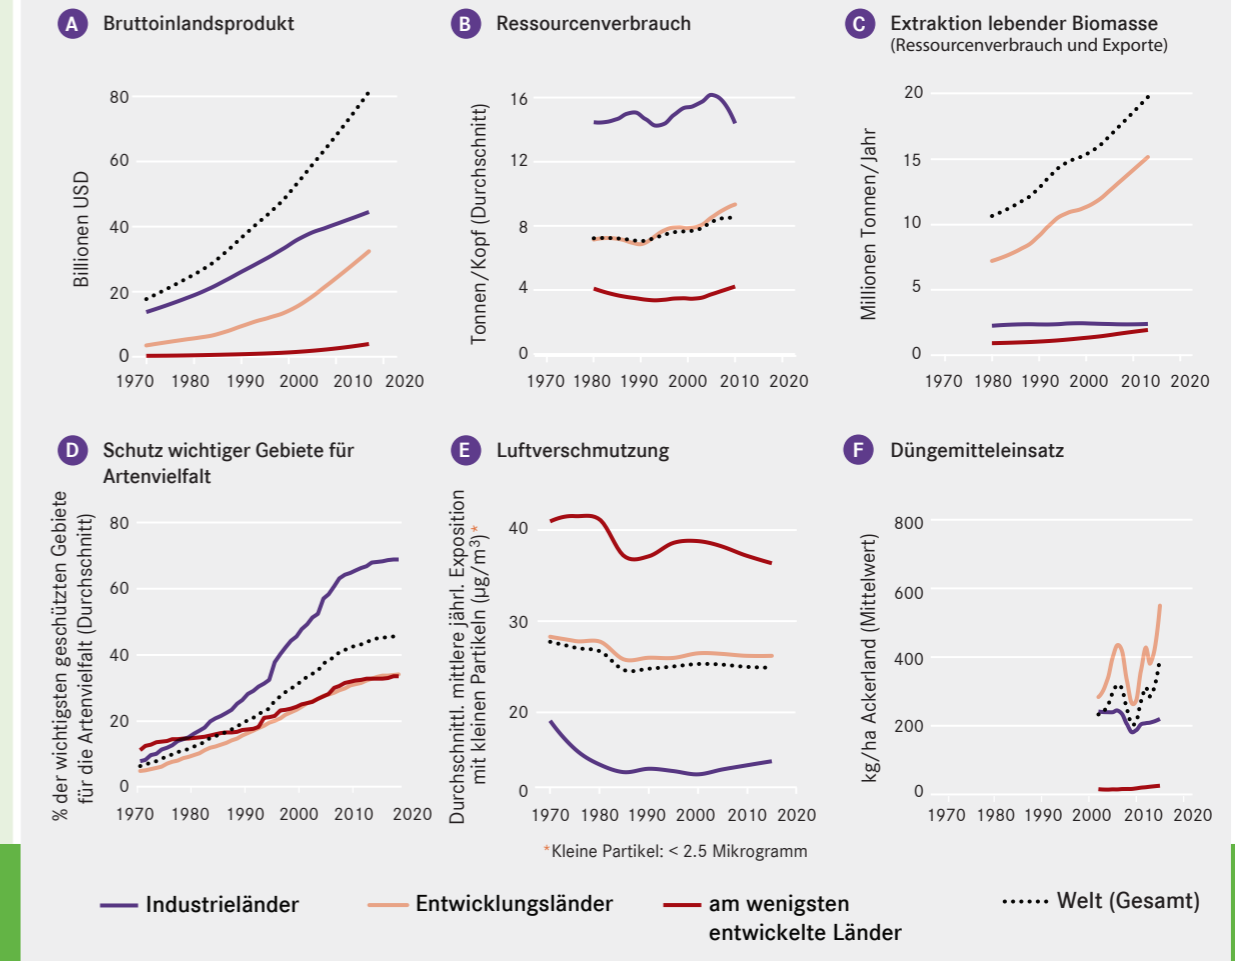 A Bruttoinlandsprodukt
Billionen USD
80
60
40
20
0
1970 1980 1990 2000 2010 2020
B Ressourcenverbrauch
Tonnen/Kopf (Durchschnitt)
16
12
8
4
0
1970 1980 1990 2000 2010 2020
C Extraktion lebender Biomasse
(Ressourcenverbrauch und Exporte)
Millionen Tonnen/Jahr
20
15
10
5
0
1970 1980 1990 2000 2010 2020
D Schutz wichtiger Gebiete für
Artenvielfalt
% der wichtigsten geschützten Gebiete
für die Artenvielfalt (Durchschnitt)
80
60
40
20
0
1970 1980 1990 2000 2010 2020
E Luftverschmutzung
Durchschnittl. mittlere jährl. Exposition
mit kleinen Partikeln (µg/m³)*
40
30
20
0
1970 1980 1990 2000 2010 2020
*Kleine Partikel: < 2.5 Mikrogramm
F Düngemitteleinsatz
kg/ha Ackerland (Mittelwert)
800
600
400
200
0
1970 1980 1990 2000 2010 2020
Industrieländer
Entwicklungsländer
am wenigsten
entwickelte Länder
Welt (Gesamt)